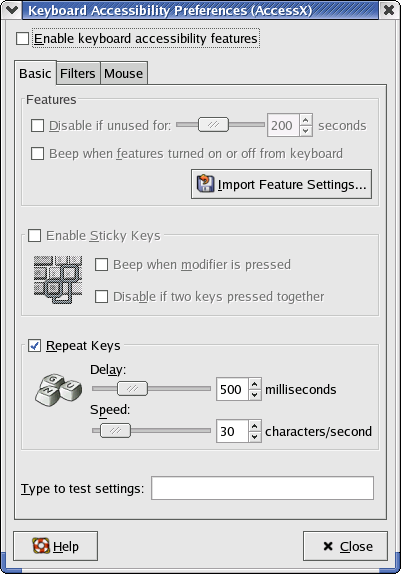 Keyboard Accessibility Preferences (AccessX)
Enable keyboard accessibility features
Basic Filters Mouse
Features
Disable if unused for: 200 seconds
Beep when features turned on or off from keyboard
Import Feature Settings...
Enable Sticky Keys
Beep when modifier is pressed
Disable if two keys pressed together
Repeat Keys
Delay:
500 milliseconds
Speed:
30 characters/second
G N U
Type to test settings:
Help Close